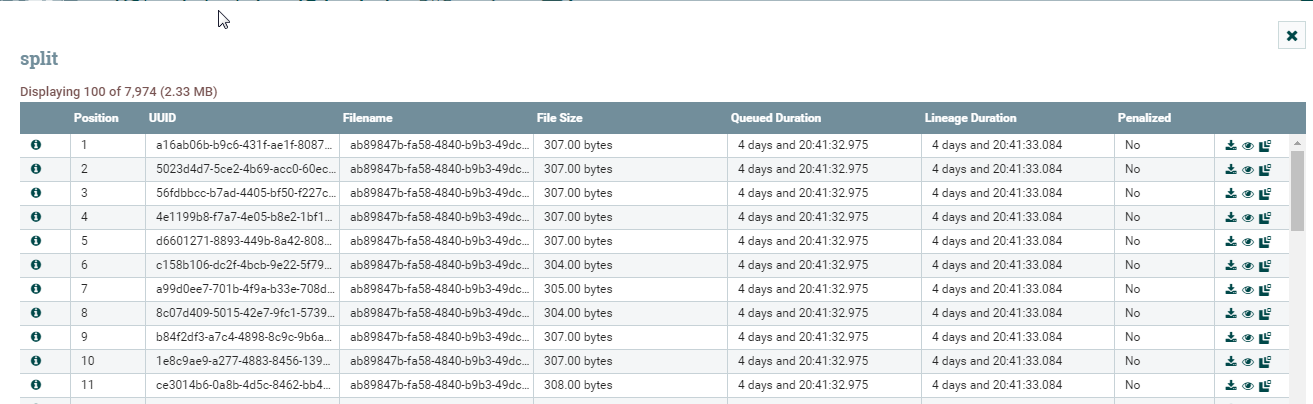 split
Displaying 100 of 7,974 (2.33 MB)
Position UUID Filename File Size Queued Duration Lineage Duration Penalized
1 a16ab06b-b9c6-431f-ae1f-8087... ab89847b-fa58-4840-b9b3-49dc... 307.00 bytes 4 days and 20:41:32.975 4 days and 20:41:33.084 No
2 5023d4d7-5ce2-4b69-acc0-60ec... ab89847b-fa58-4840-b9b3-49dc... 307.00 bytes 4 days and 20:41:32.975 4 days and 20:41:33.084 No
3 56fdbbcc-b7ad-4405-bf50-f227c... ab89847b-fa58-4840-b9b3-49dc... 307.00 bytes 4 days and 20:41:32.975 4 days and 20:41:33.084 No
4 4e1199b8-f7a7-4e05-b8e2-1bf1... ab89847b-fa58-4840-b9b3-49dc... 307.00 bytes 4 days and 20:41:32.975 4 days and 20:41:33.084 No
5 d6601271-8893-449b-8a42-808... ab89847b-fa58-4840-b9b3-49dc... 307.00 bytes 4 days and 20:41:32.975 4 days and 20:41:33.084 No
6 c158b106-dc2f-4bcb-9e22-5f79... ab89847b-fa58-4840-b9b3-49dc... 304.00 bytes 4 days and 20:41:32.975 4 days and 20:41:33.084 No
7 a99d0ee7-701b-4f9a-b33e-708d... ab89847b-fa58-4840-b9b3-49dc... 305.00 bytes 4 days and 20:41:32.975 4 days and 20:41:33.084 No
8 8c07d409-5015-42e7-9fc1-5739... ab89847b-fa58-4840-b9b3-49dc... 304.00 bytes 4 days and 20:41:32.975 4 days and 20:41:33.084 No
9 b84f2df3-a7c4-4898-8c9c-9b6a... ab89847b-fa58-4840-b9b3-49dc... 307.00 bytes 4 days and 20:41:32.975 4 days and 20:41:33.084 No
10 1e8c9ae9-a277-4883-8456-139... ab89847b-fa58-4840-b9b3-49dc... 307.00 bytes 4 days and 20:41:32.975 4 days and 20:41:33.084 No
11 ce3014b6-0a8b-4d5c-8462-bb4... ab89847b-fa58-4840-b9b3-49dc... 308.00 bytes 4 days and 20:41:32.975 4 days and 20:41:33.084 No